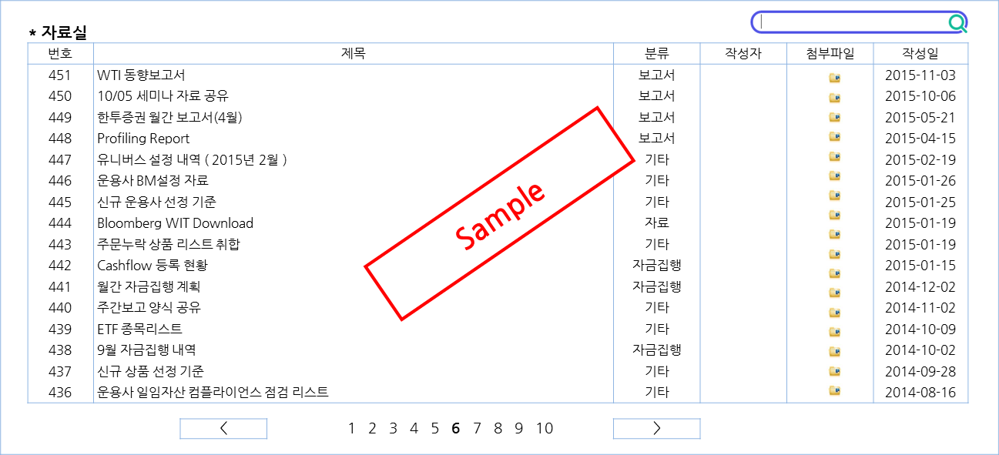 * 자료실
번호 제목 분류 작성자 첨부파일 작성일
451 WTI 동향보고서 보고서 2015-11-03
450 10/05 세미나 자료 공유 보고서 2015-10-06
449 한투증권 월간 보고서(4월) 보고서 2015-05-21
448 Profiling Report 보고서 2015-04-15
447 유니버스 설정 내역 ( 2015년 2월 ) 기타 2015-02-19
446 운용사 BM설정 자료 기타 2015-01-26
445 신규 운용사 선정 기준 기타 2015-01-25
444 Bloomberg WIT Download 자료 2015-01-19
443 주문누락 상품 리스트 취합 기타 2015-01-19
442 Cashflow 등록 현황 자금집행 2015-01-15
441 월간 자금집행 계획 자금집행 2014-12-02
440 주간보고 양식 공유 기타 2014-11-02
439 ETF 종목리스트 기타 2014-10-09
438 9월 자금집행 내역 자금집행 2014-10-02
437 신규 상품 선정 기준 기타 2014-09-28
436 운용사 일임자산 컴플라이언스 점검 리스트 기타 2014-08-16
Sample
< 1 2 3 4 5 6 7 8 9 10 >